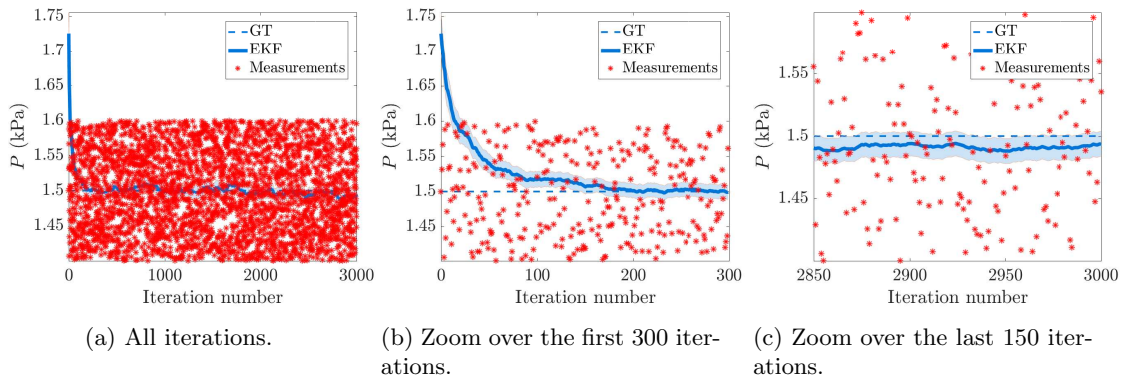 1.75
1.7
1.65
1.6
1.55
1.5
1.45
P (kPa)
0
1000
2000
3000
Iteration number
GT
EKF
Measurements
(a) All iterations.
1.75
1.7
1.65
1.6
1.55
1.5
1.45
P (kPa)
0
100
200
300
Iteration number
GT
EKF
Measurements
(b) Zoom over the first 300 iter-
ations.
1.55
1.5
1.45
P (kPa)
2850
2900
2950
3000
Iteration number
GT
EKF
Measurements
(c) Zoom over the last 150 iter-
ations.